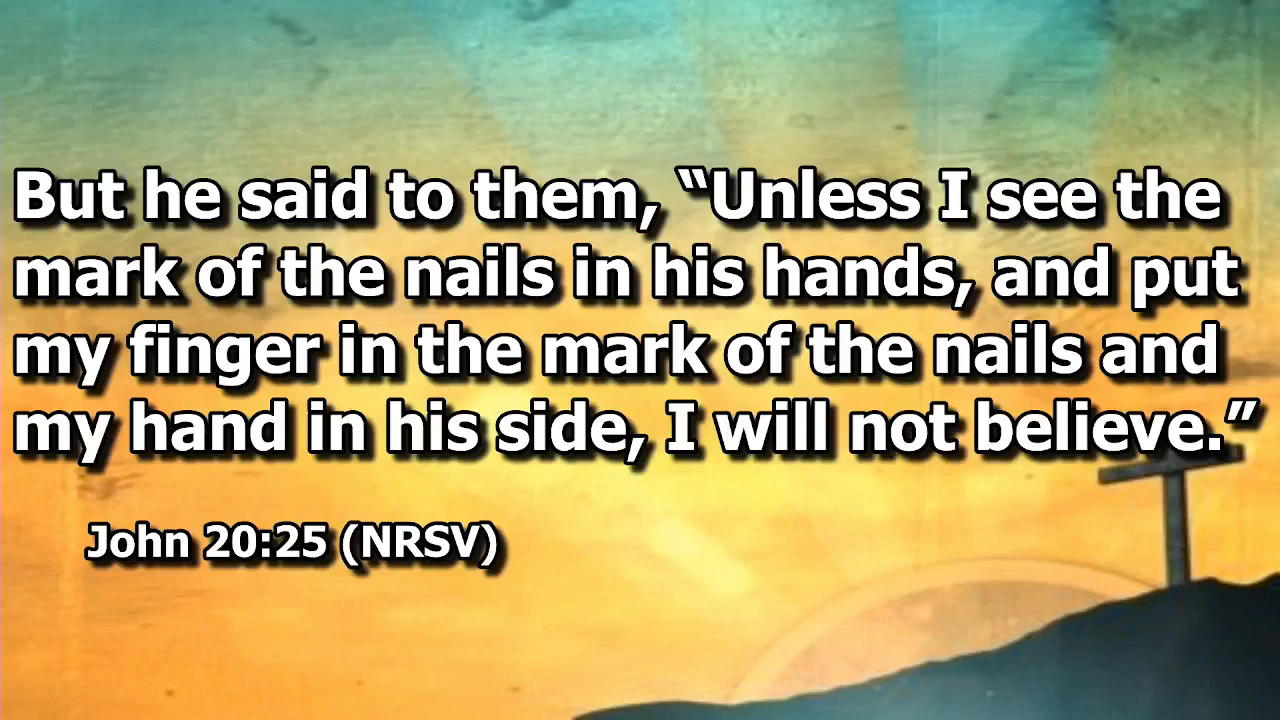 But he said to them, “Unless I see the
mark of the nails in his hands, and put
my finger in the mark of the nails and
my hand in his side, I will not believe.”
John 20:25 (NRSV)